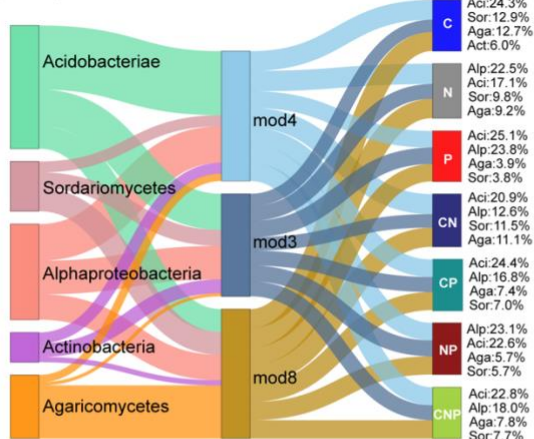 Acidobacteriae
Sordariomycetes
Alphaproteobacteria
Actinobacteria
Agaricomycetes
mod4
mod3
mod8
C
Aci:24.3%
Sor:12.9%
Aga:12.7%
Act:6.0%
N
Alp:22.5%
Aci:17.1%
Sor:9.8%
Aga:9.2%
P
Aci:25.1%
Alp:23.8%
Aga:3.9%
Sor:3.8%
CN
Aci:20.9%
Alp:12.6%
Sor:11.5%
Aga:11.1%
CP
Aci:24.4%
Alp:16.8%
Aga:7.4%
Sor:7.0%
NP
Alp:23.1%
Aci:22.6%
Aga:5.7%
Sor:5.7%
CNP
Aci:22.8%
Alp:18.0%
Aga:7.8%
Sor:7.7%